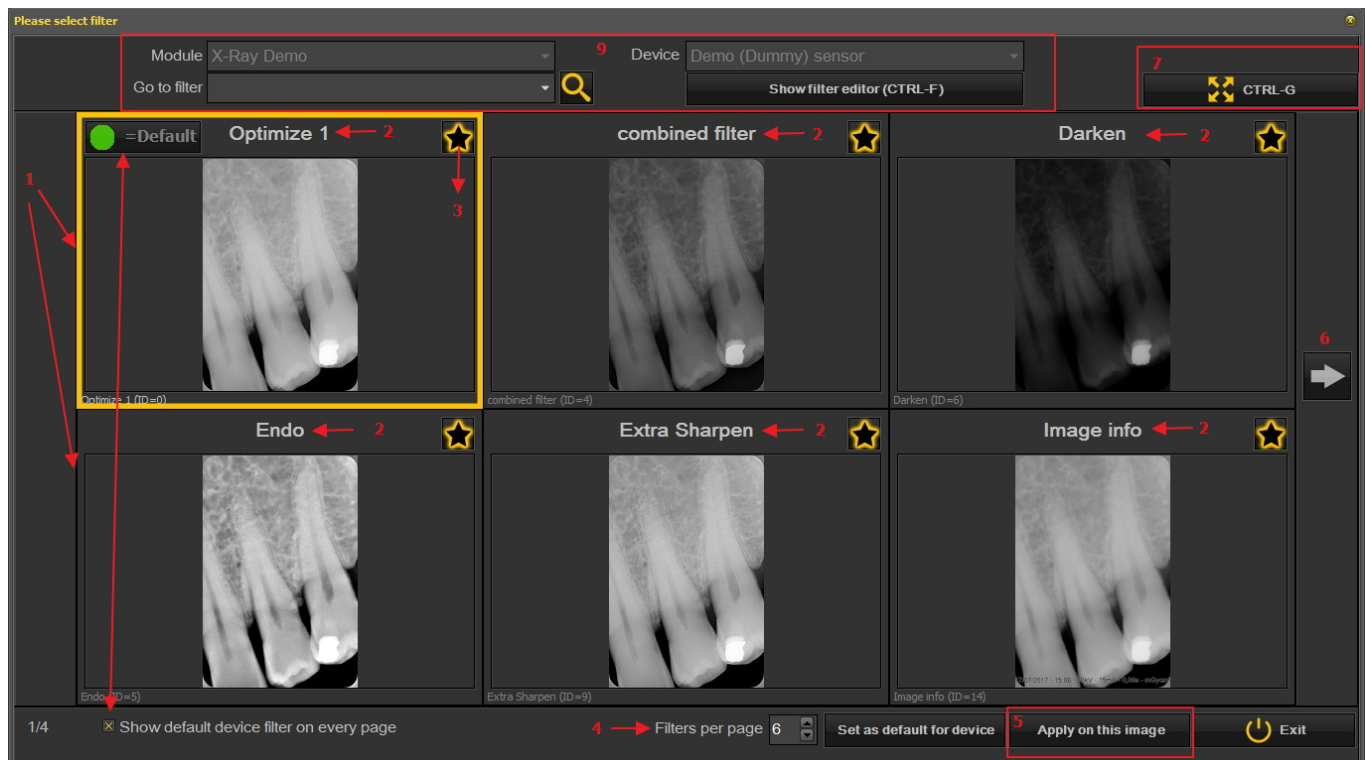 Please select filter
Module X-Ray Demo 9 Device Demo (Dummy) sensor 7
Go to filter Show filter editor (CTRL-F) CTRL-G
=Default Optimize 1 2 combined filter 2 Darken 2
1
3
6
Optimize 1 (ID=0) combined filter (ID=4) Darken (ID=6)
Endo 2 Extra Sharpen 2 Image info 2
Endo (ID=5) Extra Sharpen (ID=9) Image info (ID=14)
1/4 Show default device filter on every page 4 Filters per page 6 Set as default for device 5 Apply on this image Exit